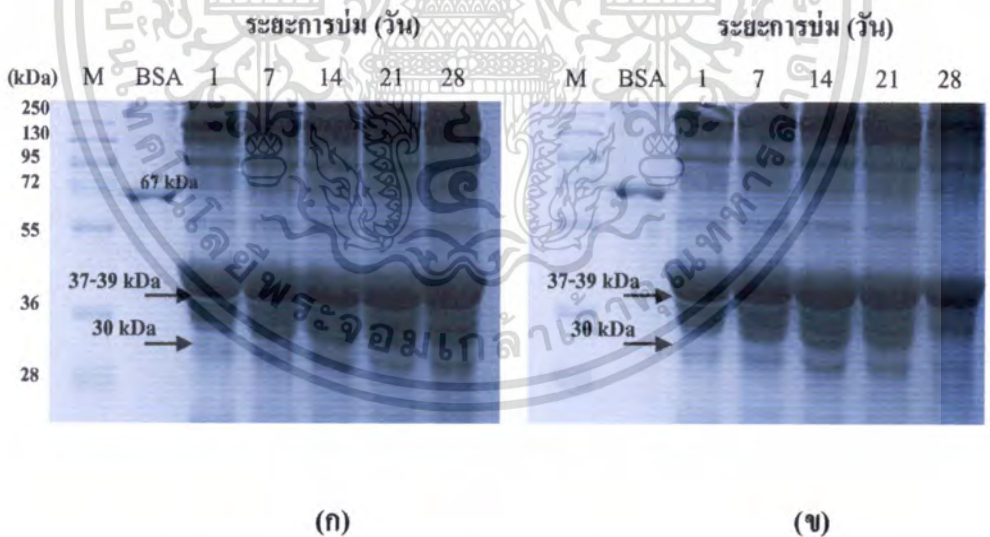 ระยะการบ่ม (วัน) ระยะการบ่ม (วัน)
(kDa) M BSA 1 7 14 21 28 M BSA 1 7 14 21 28
250
130
95
72
67 kDa
55
37-39 kDa 37-39 kDa
36
30 kDa 30 kDa
28
(ก) (ข)